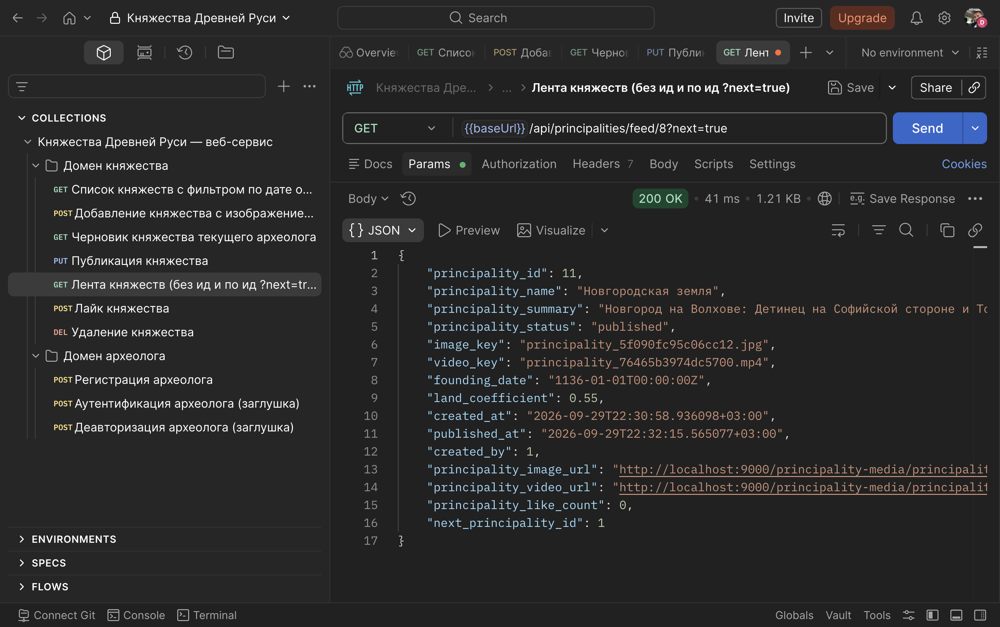 Княжества Древней Руси
Search
Invite
Upgrade
D
Overvie
GET Список
POST Доба
GET Черно
PUT Публи
GET Лент
No environment
COLLECTIONS
Княжества Древней Руси — веб-сервис
Домен княжества
GET Список княжеств с фильтром по дате о...
POST Добавление княжества с изображение...
GET Черновик княжества текущего археолога
PUT Публикация княжества
GET Лента княжеств (без ид и по ид ?next=tr...
POST Лайк княжества
DEL Удаление княжества
Домен археолога
POST Регистрация археолога
POST Аутентификация археолога (заглушка)
POST Деавторизация археолога (заглушка)
ENVIRONMENTS
SPECS
FLOWS
HTTP Княжества Дре... > ... > Лента княжеств (без ид и по ид ?next=true)
Save
Share
GET {{baseUrl}}/api/principalities/feed/8?next=true
Send
Docs Params Authorization Headers 7 Body Scripts Settings Cookies
Body 200 OK • 41 ms • 1.21 KB • e.g. Save Response
{} JSON Preview Visualize
1 {
2 "principality_id": 11,
3 "principality_name": "Новгородская земля",
4 "principality_summary": "Новгород на Волхове: Детинец на Софийской стороне и То
5 "principality_status": "published",
6 "image_key": "principality_5f090fc95c06cc12.jpg",
7 "video_key": "principality_76465b3974dc5700.mp4",
8 "founding_date": "1136-01-01T00:00:00Z",
9 "land_coefficient": 0.55,
10 "created_at": "2026-09-29T22:30:58.936098+03:00",
11 "published_at": "2026-09-29T22:32:15.565077+03:00",
12 "created_by": 1,
13 "principality_image_url": "http://localhost:9000/principality-media/principalit
14 "principality_video_url": "http://localhost:9000/principality-media/principalit
15 "principality_like_count": 0,
16 "next_principality_id": 1
17 }
Connect Git Console Terminal
Globals Vault Tools